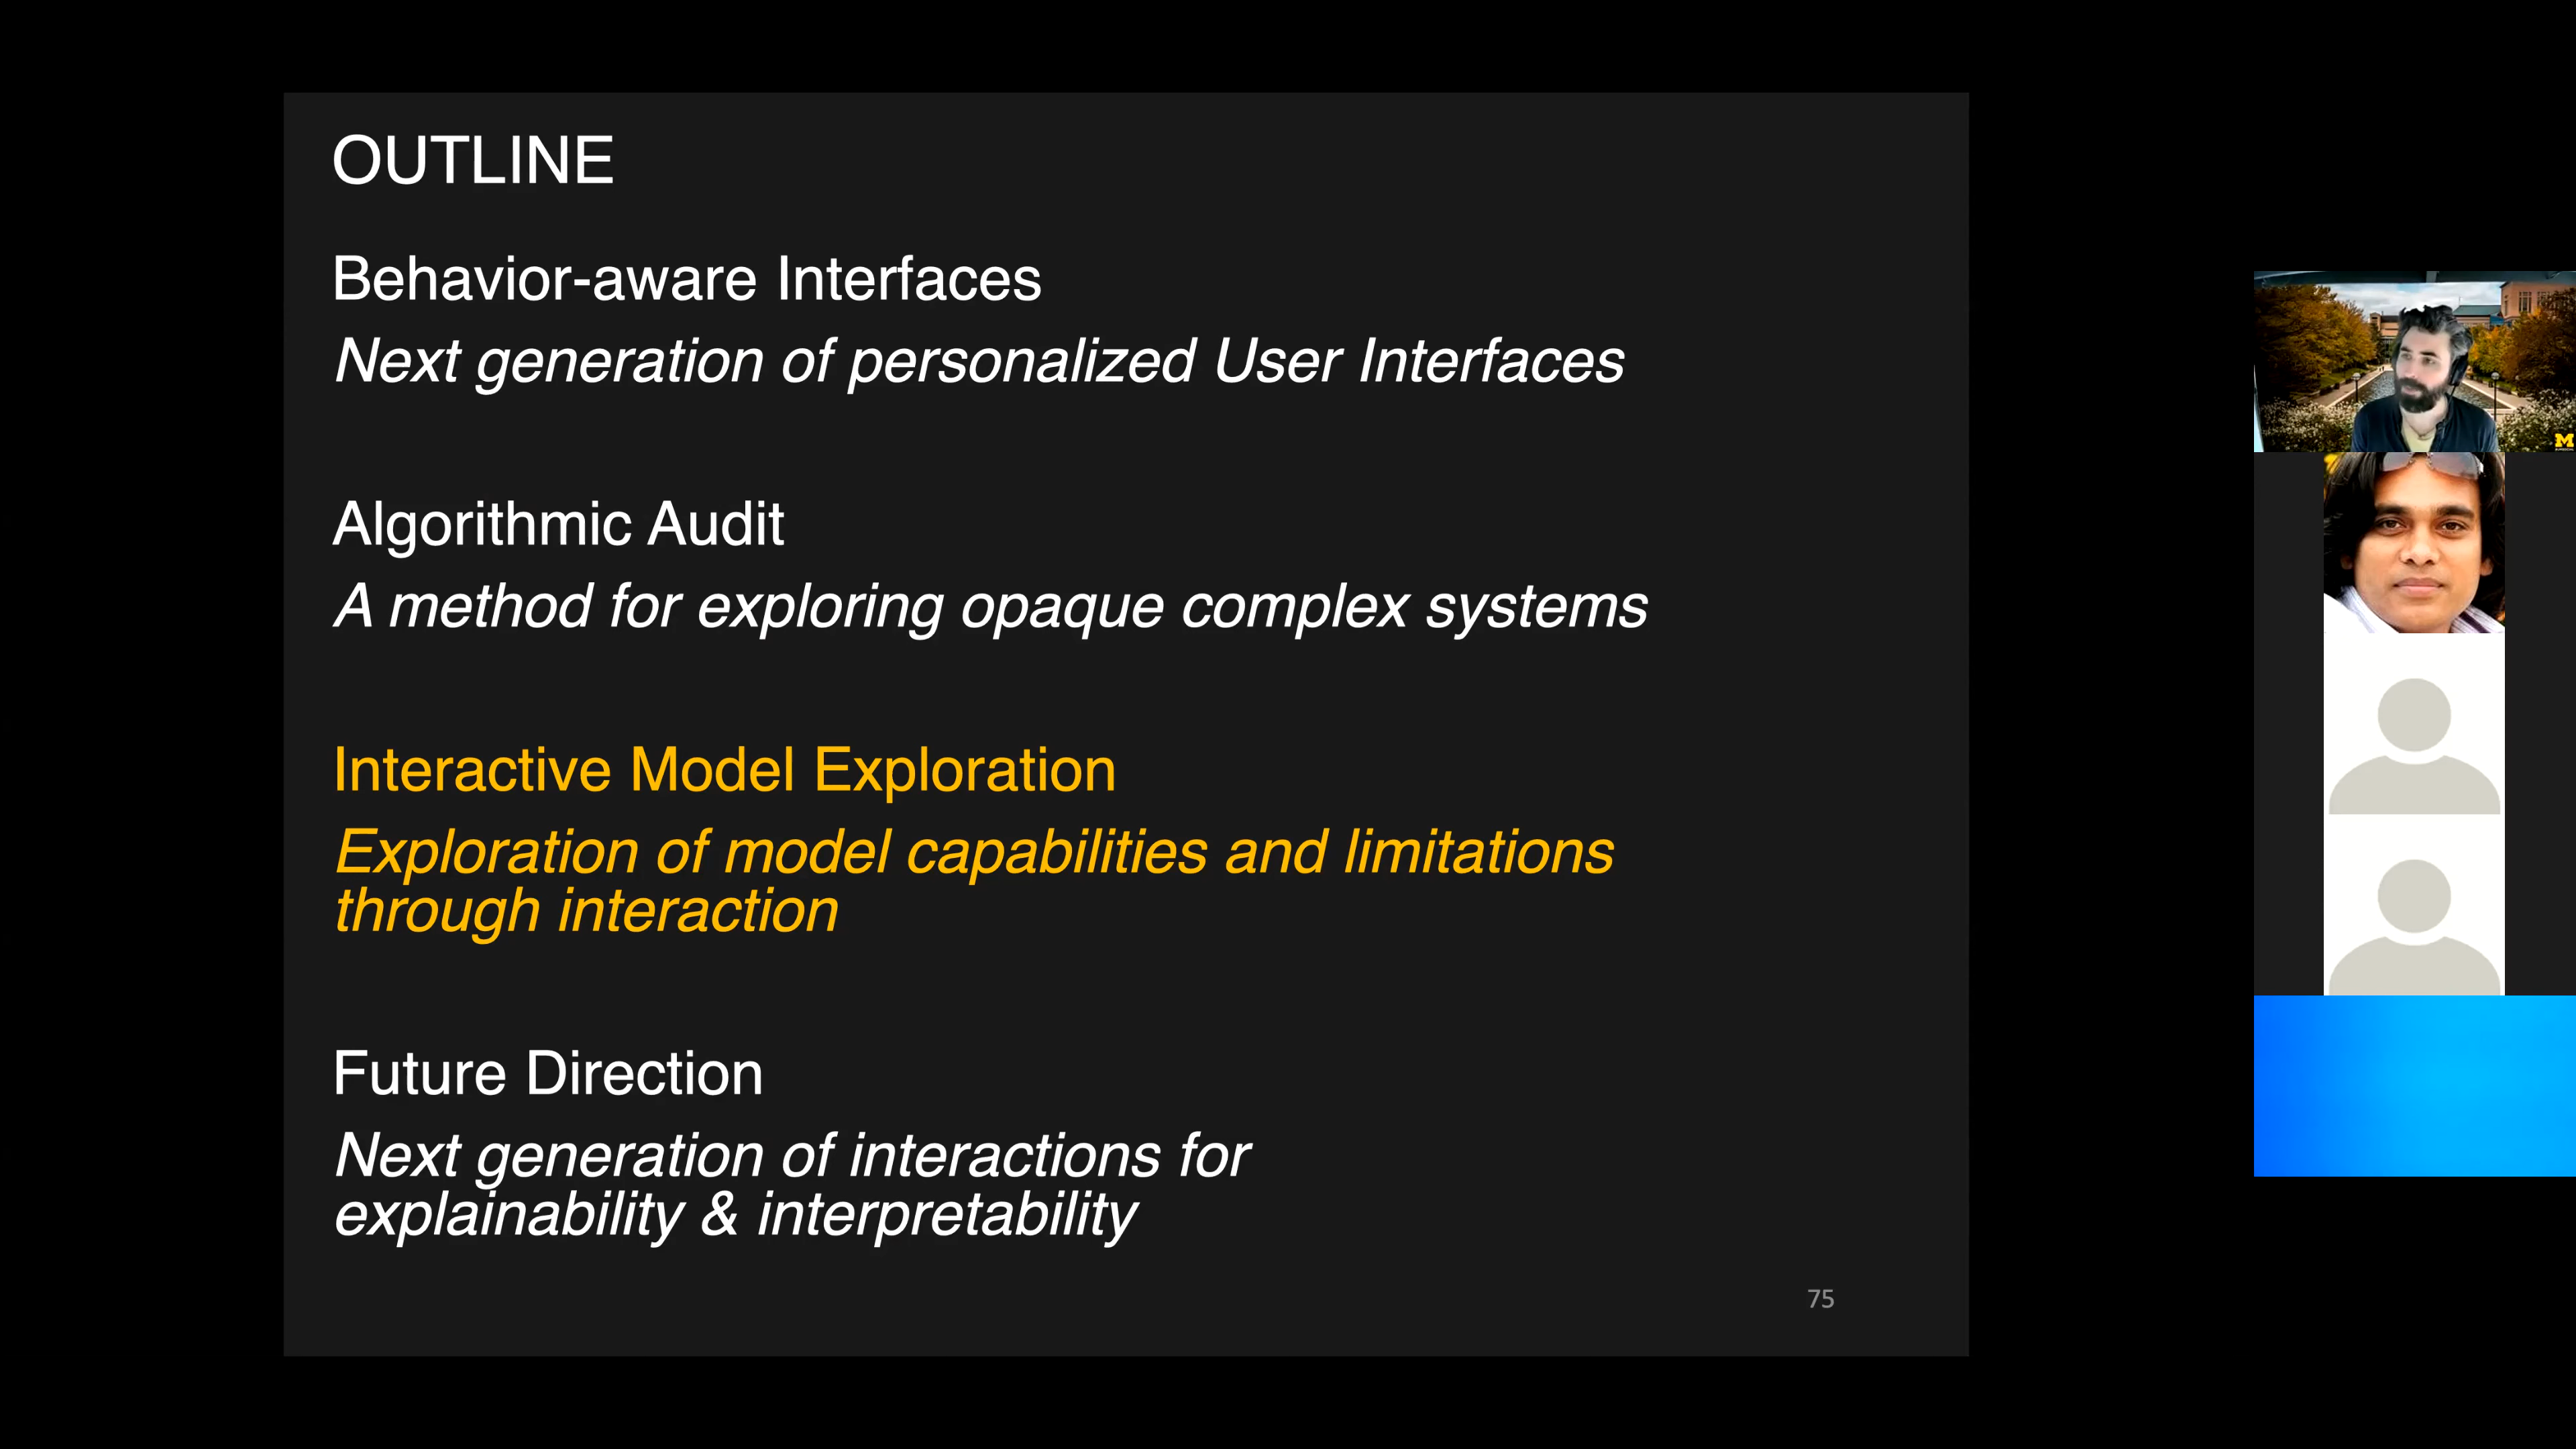 OUTLINE
Behavior-aware Interfaces
Next generation of personalized User Interfaces
Algorithmic Audit
A method for exploring opaque complex systems
Interactive Model Exploration
Exploration of model capabilities and limitations
through interaction
Future Direction
Next generation of interactions for
explainability & interpretability
75
M